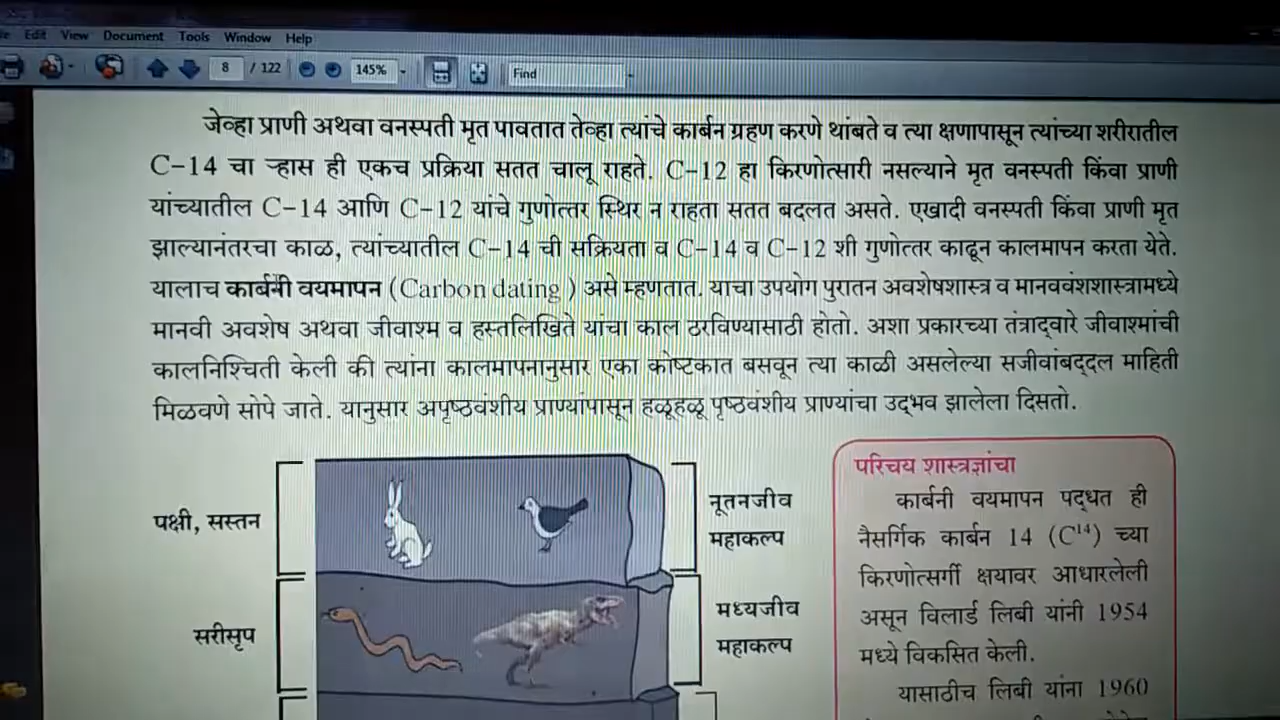 Edit View Document Tools Window Help
8 / 122 145% Find
जेव्हा प्राणी अथवा वनस्पती मृत पावतात तेव्हा त्यांचे कार्बन ग्रहण करणे थांबते व त्या क्षणापासून त्यांच्या शरीरातील
C-14 चा ऱ्हास ही एकच प्रक्रिया सतत चालू राहते. C-12 हा किरणोत्सारी नसल्याने मृत वनस्पती किंवा प्राणी
यांच्यातील C-14 आणि C-12 यांचे गुणोत्तर स्थिर न राहता सतत बदलत असते. एखादी वनस्पती किंवा प्राणी मृत
झाल्यानंतरचा काळ, त्यांच्यातील C-14 ची सक्रियता व C-14 व C-12 शी गुणोत्तर काढून कालमापन करता येते.
यालाच कार्बनी वयमापन (Carbon dating ) असे म्हणतात. याचा उपयोग पुरातन अवशेषशास्त्र व मानववंशशास्त्रामध्ये
मानवी अवशेष अथवा जीवाश्म व हस्तलिखिते यांचा काल ठरविण्यासाठी होतो. अशा प्रकारच्या तंत्राद्वारे जीवाश्मांची
कालनिश्चिती केली की त्यांना कालमापनानुसार एका कोष्टकात बसवून त्या काळी असलेल्या सजीवांबद्दल माहिती
मिळवणे सोपे जाते. यानुसार अपृष्ठवंशीय प्राण्यांपासून हळूहळू पृष्ठवंशीय प्राण्यांचा उद्भव झालेला दिसतो.
पक्षी, सस्तन
नूतनजीव
महाकल्प
सरीसृप
मध्यजीव
महाकल्प
परिचय शास्त्रज्ञांचा
कार्बनी वयमापन पद्धत ही
नैसर्गिक कार्बन 14 (C¹⁴) च्या
किरणोत्सर्गी क्षयावर आधारलेली
असून विलार्ड लिबी यांनी 1954
मध्ये विकसित केली.
यासाठीच लिबी यांना 1960